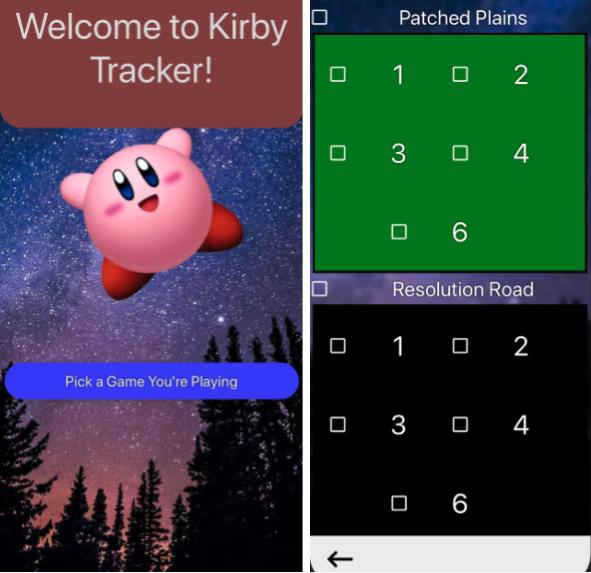 Welcome to Kirby
Tracker!
Pick a Game You're Playing
Patched Plains
1 2
3 4
6
Resolution Road
1 2
3 4
6